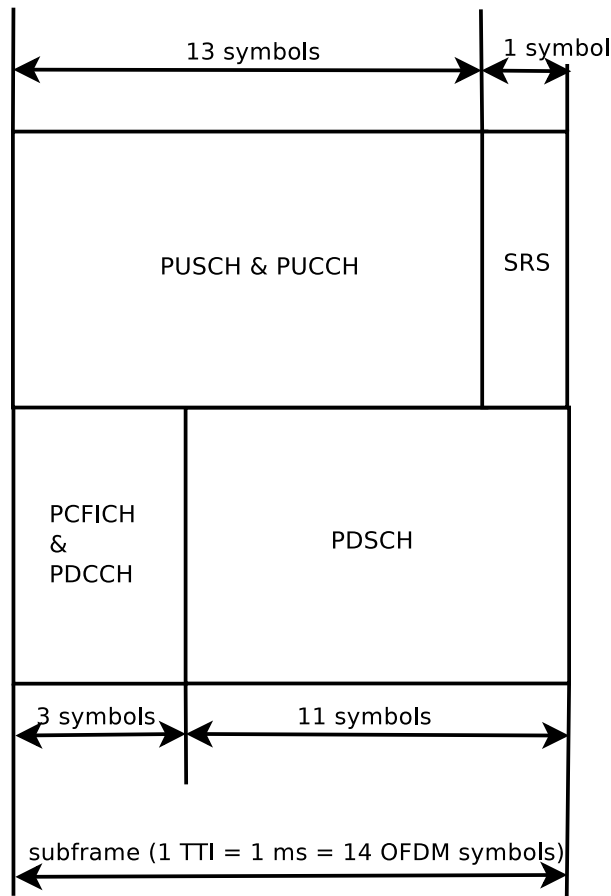 13 symbols
1 symbol
PUSCH & PUCCH
SRS
PCFICH
&
PDCCH
PDSCH
3 symbols
11 symbols
subframe (1 TTI = 1 ms = 14 OFDM symbols)